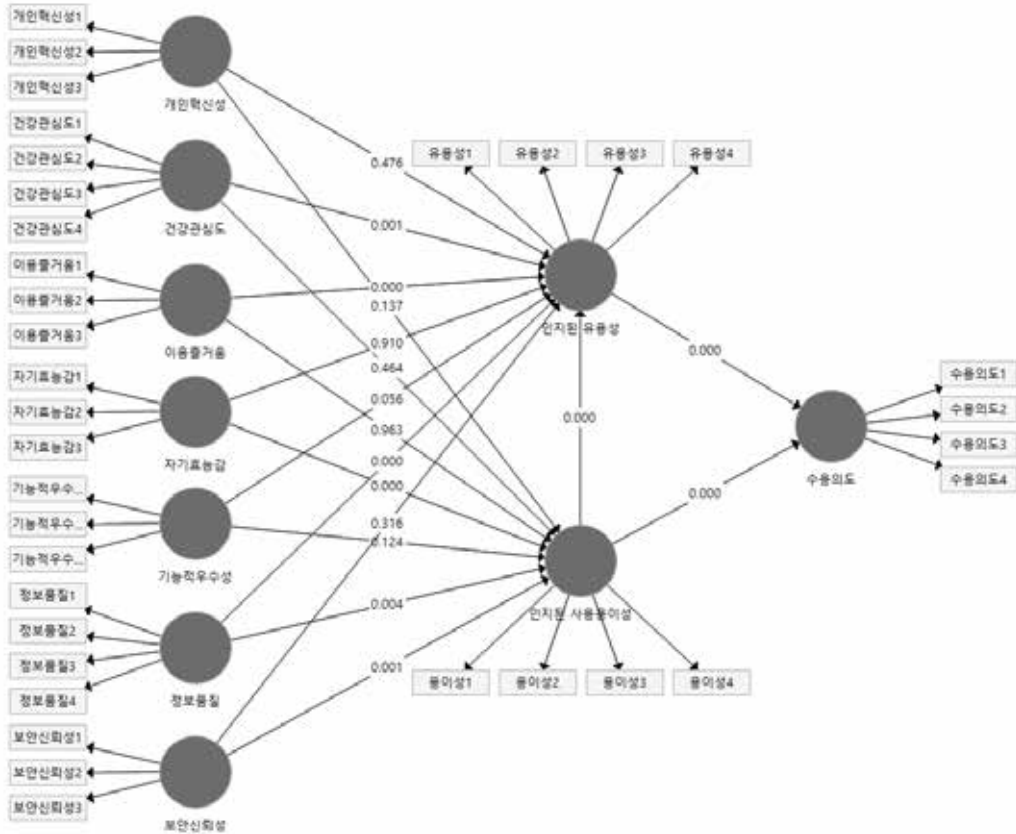 개인혁신성1
개인혁신성2
개인혁신성3
개인혁신성
건강관심도1
건강관심도2
건강관심도3
건강관심도4
건강관심도
이용즐거움1
이용즐거움2
이용즐거움3
이용즐거움
자기효능감1
자기효능감2
자기효능감3
자기효능감
기능적우수...
기능적우수...
기능적우수...
기능적우수성
정보품질1
정보품질2
정보품질3
정보품질4
정보품질
보안신뢰성1
보안신뢰성2
보안신뢰성3
보안신뢰성
0.476
0.001
0.000
0.137
0.910
0.464
0.056
0.963
0.000
0.000
0.316
0.124
0.004
0.001
유용성1
유용성2
유용성3
유용성4
인지된 유용성
0.000
인지된 사용용이성
용이성1
용이성2
용이성3
용이성4
0.000
0.000
수용의도
수용의도1
수용의도2
수용의도3
수용의도4